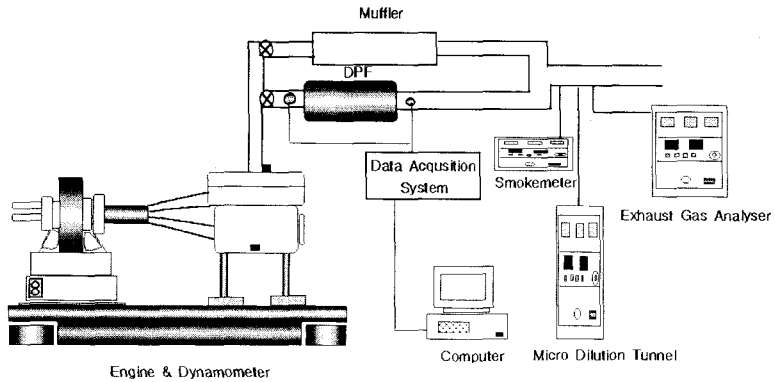 Muffler
DPF
Data Acqusition
System
Smokemeter
Exhaust Gas Analyser
Computer
Micro Dilution Tunnel
Engine & Dynamometer